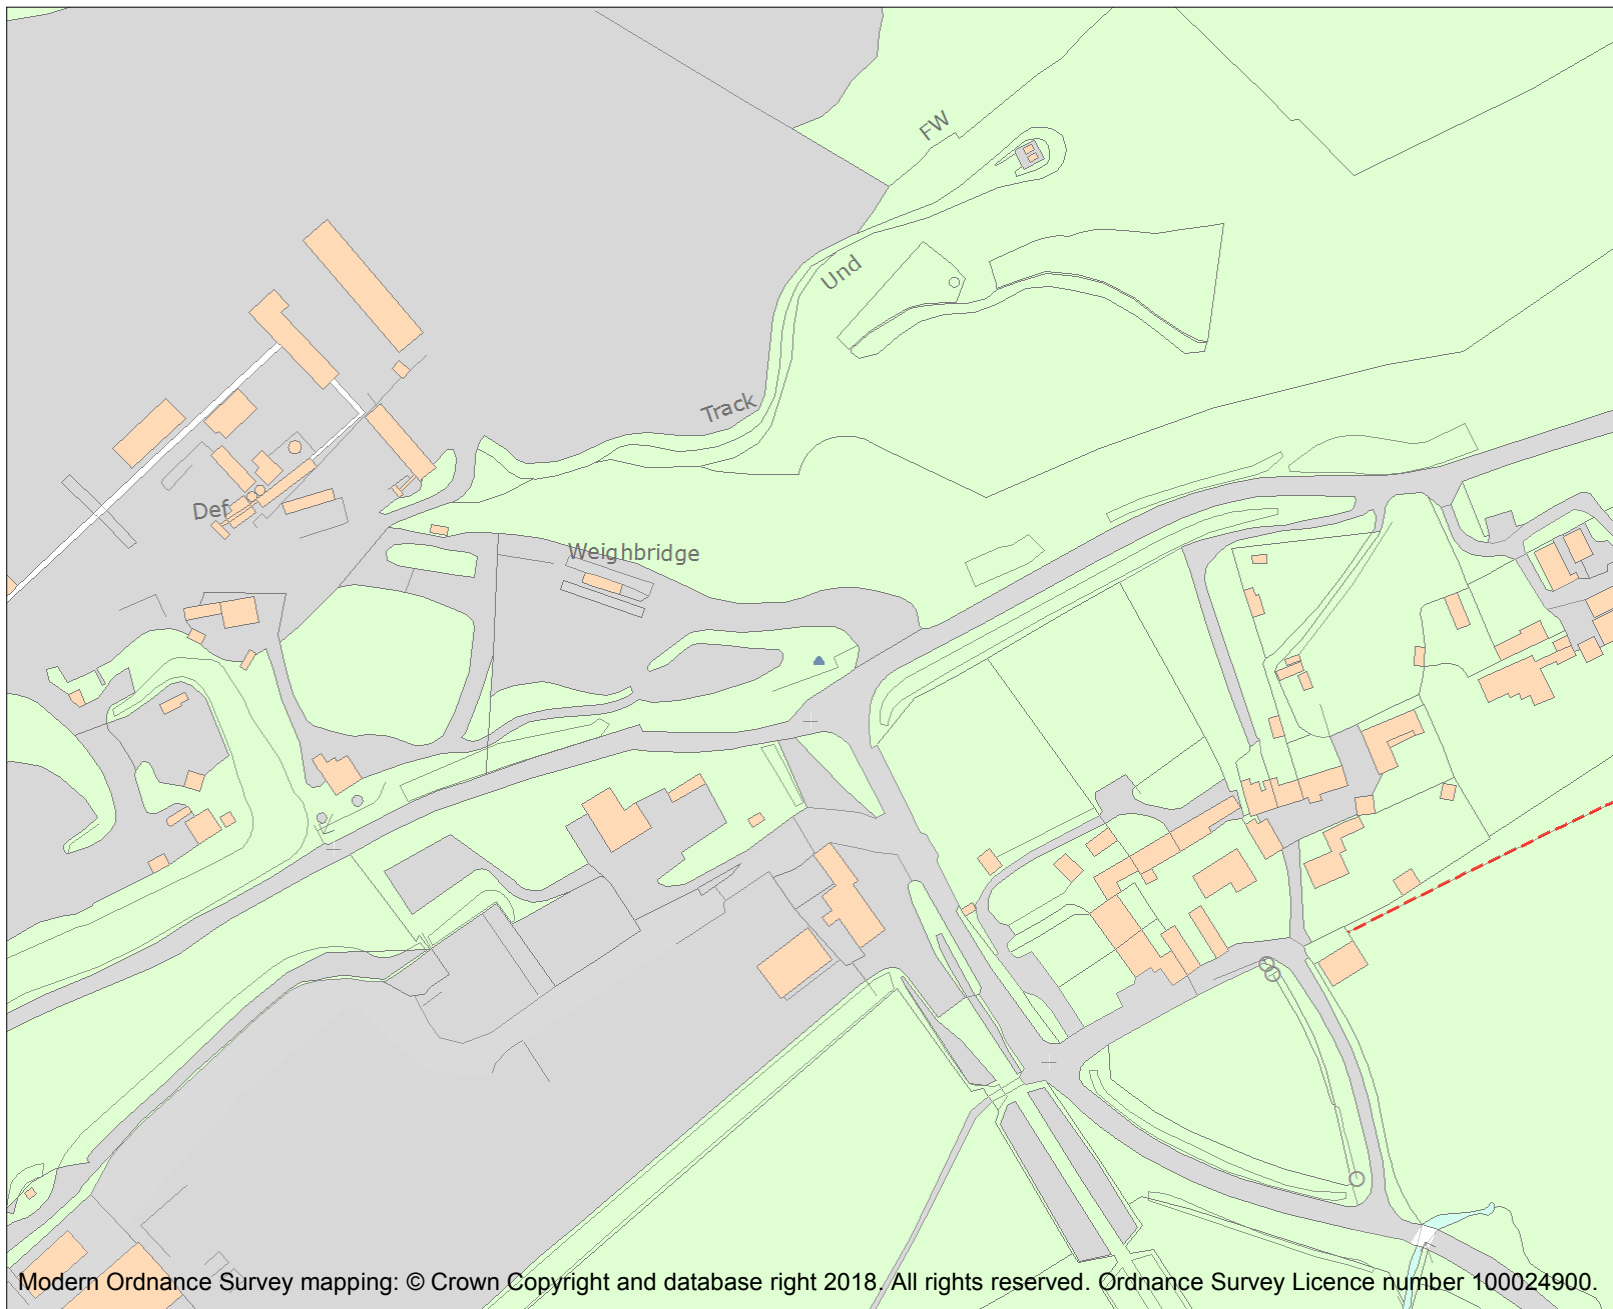 FW
Und
Track
Def
Weighbridge
Modern Ordnance Survey mapping: © Crown Copyright and database right 2018. All rights reserved. Ordnance Survey Licence number 100024900.